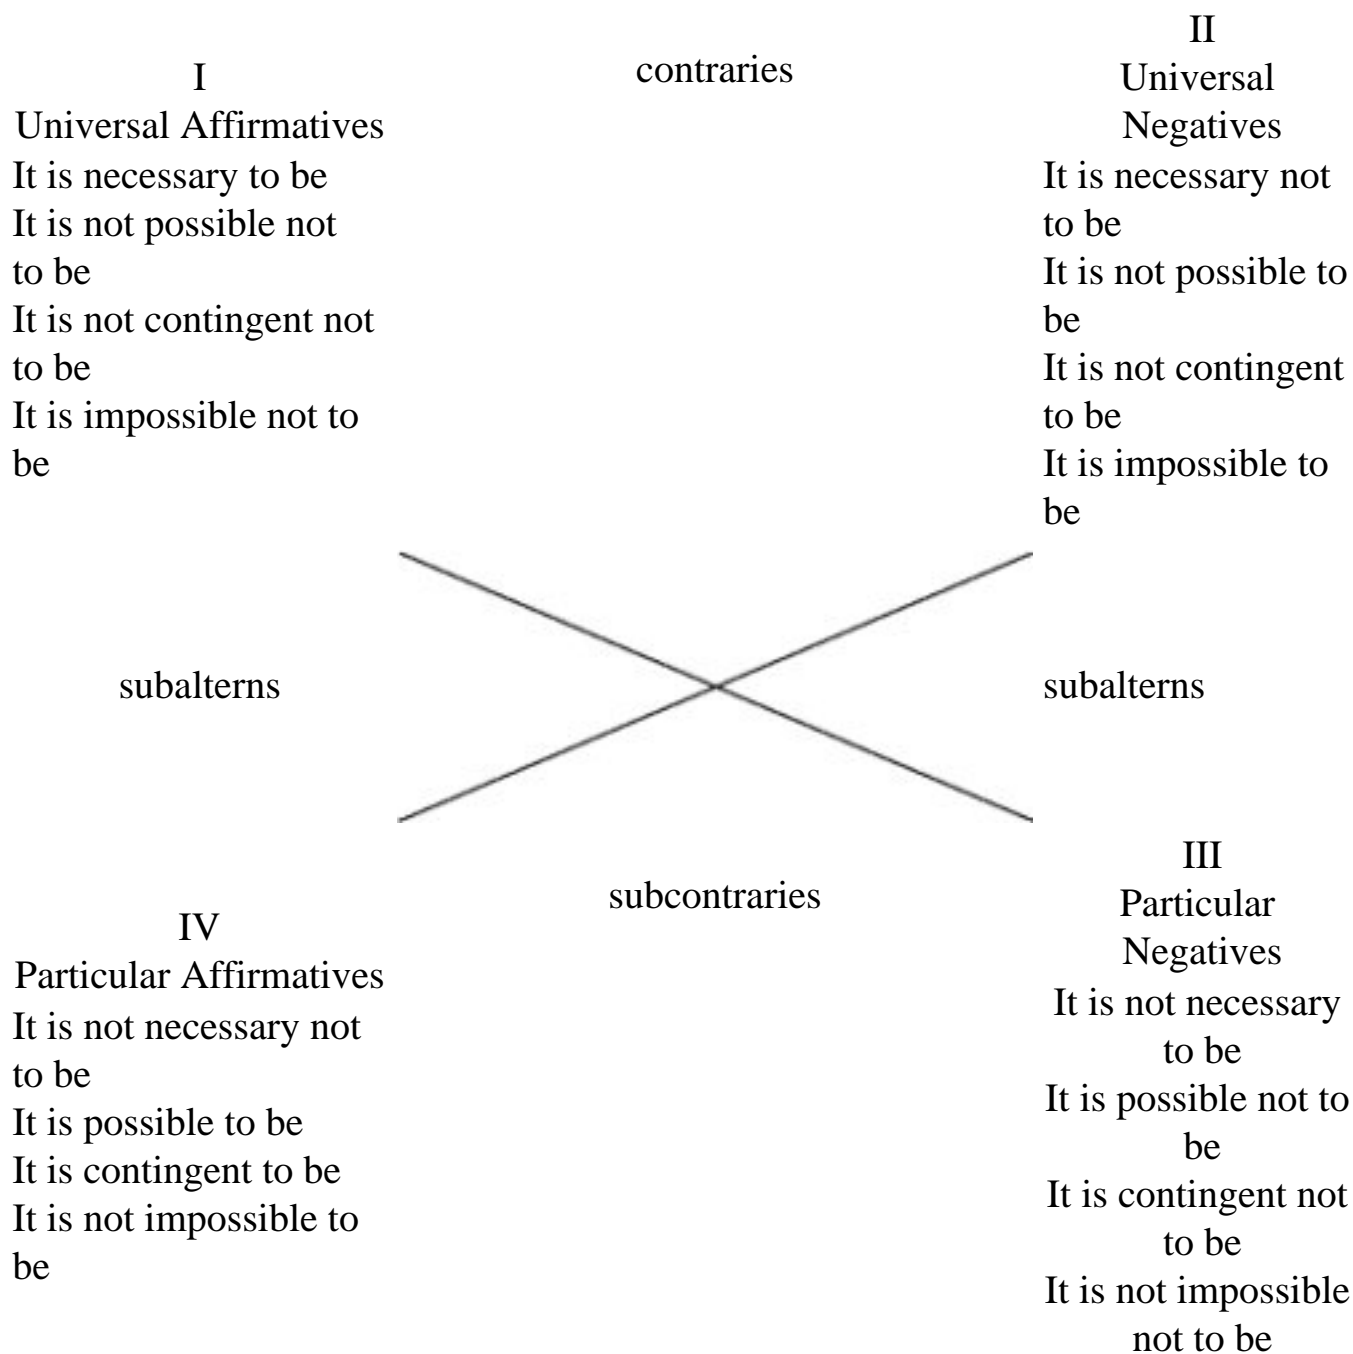 I
Universal Affirmatives
It is necessary to be
It is not possible not
to be
It is not contingent not
to be
It is impossible not to
be
contraries
II
Universal
Negatives
It is necessary not
to be
It is not possible to
be
It is not contingent
to be
It is impossible to
be
subalterns
subalterns
IV
Particular Affirmatives
It is not necessary not
to be
It is possible to be
It is contingent to be
It is not impossible to
be
subcontraries
III
Particular
Negatives
It is not necessary
to be
It is possible not to
be
It is contingent not
to be
It is not impossible
not to be